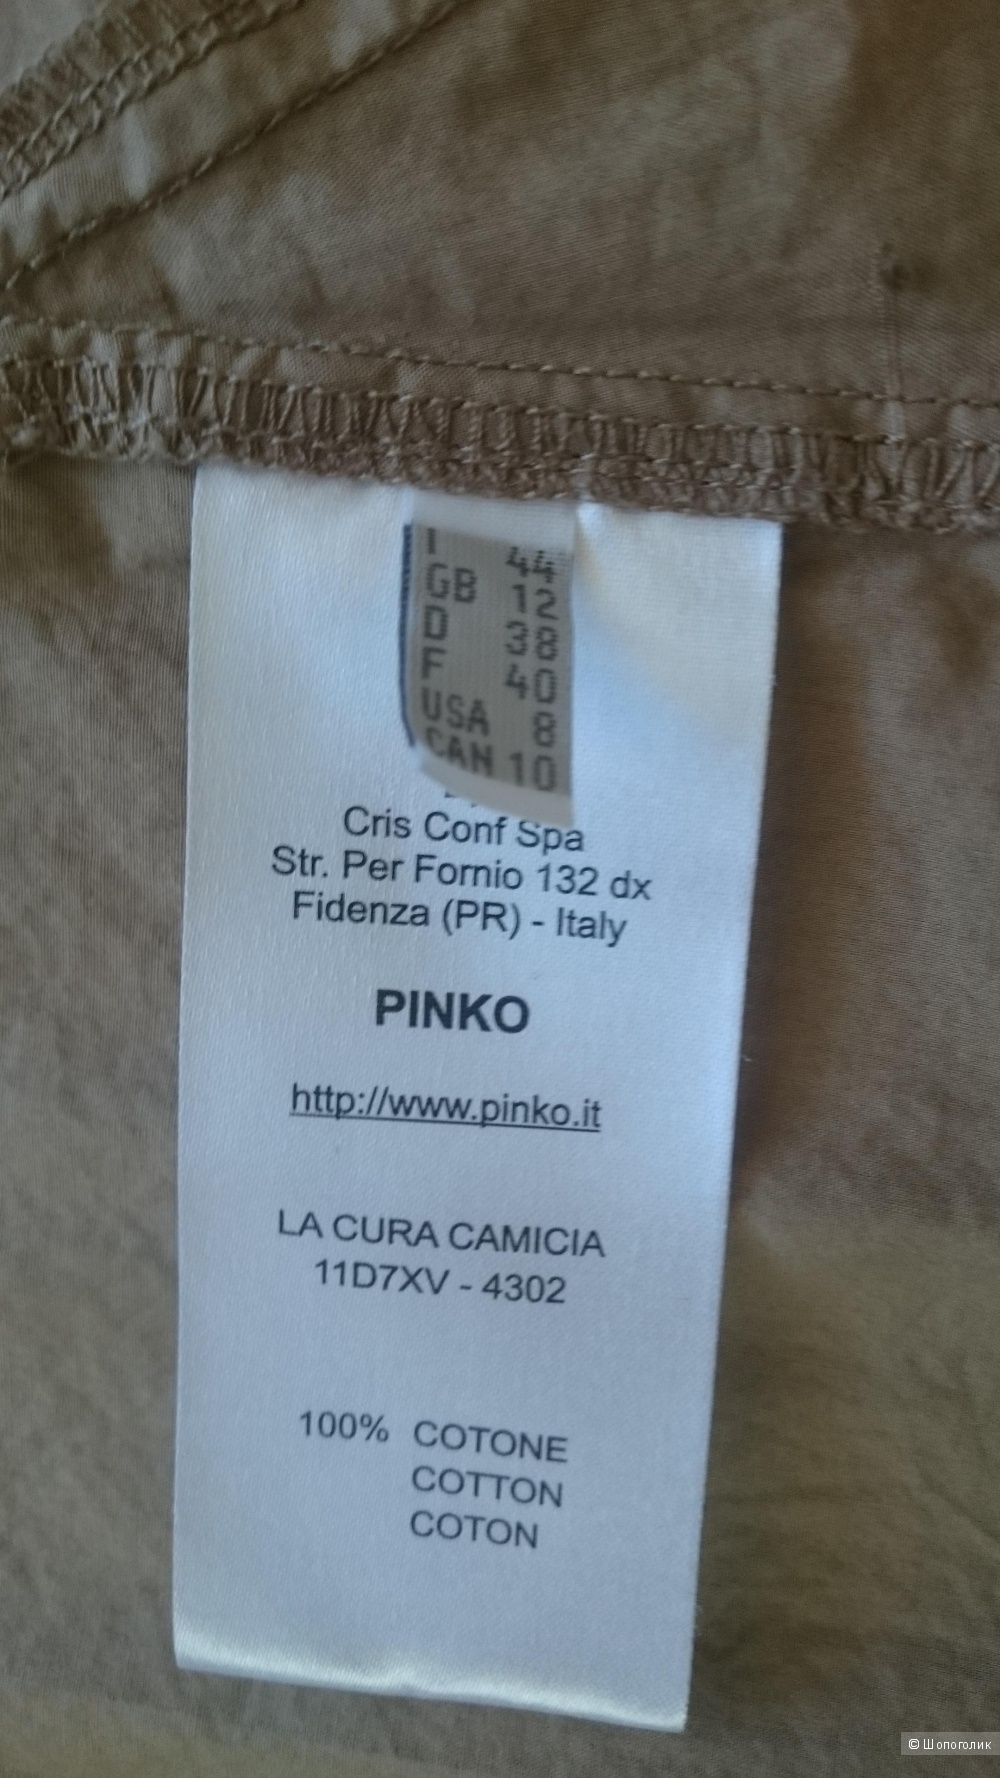 I 44
GB 12
D 38
F 40
USA 8
CAN 10
Cris Conf Spa
Str. Per Fornio 132 dx
Fidenza (PR) - Italy
PINKO
http://www.pinko.it
LA CURA CAMICIA
11D7XV - 4302
100% COTONE
COTTON
COTON
© Шопоголик